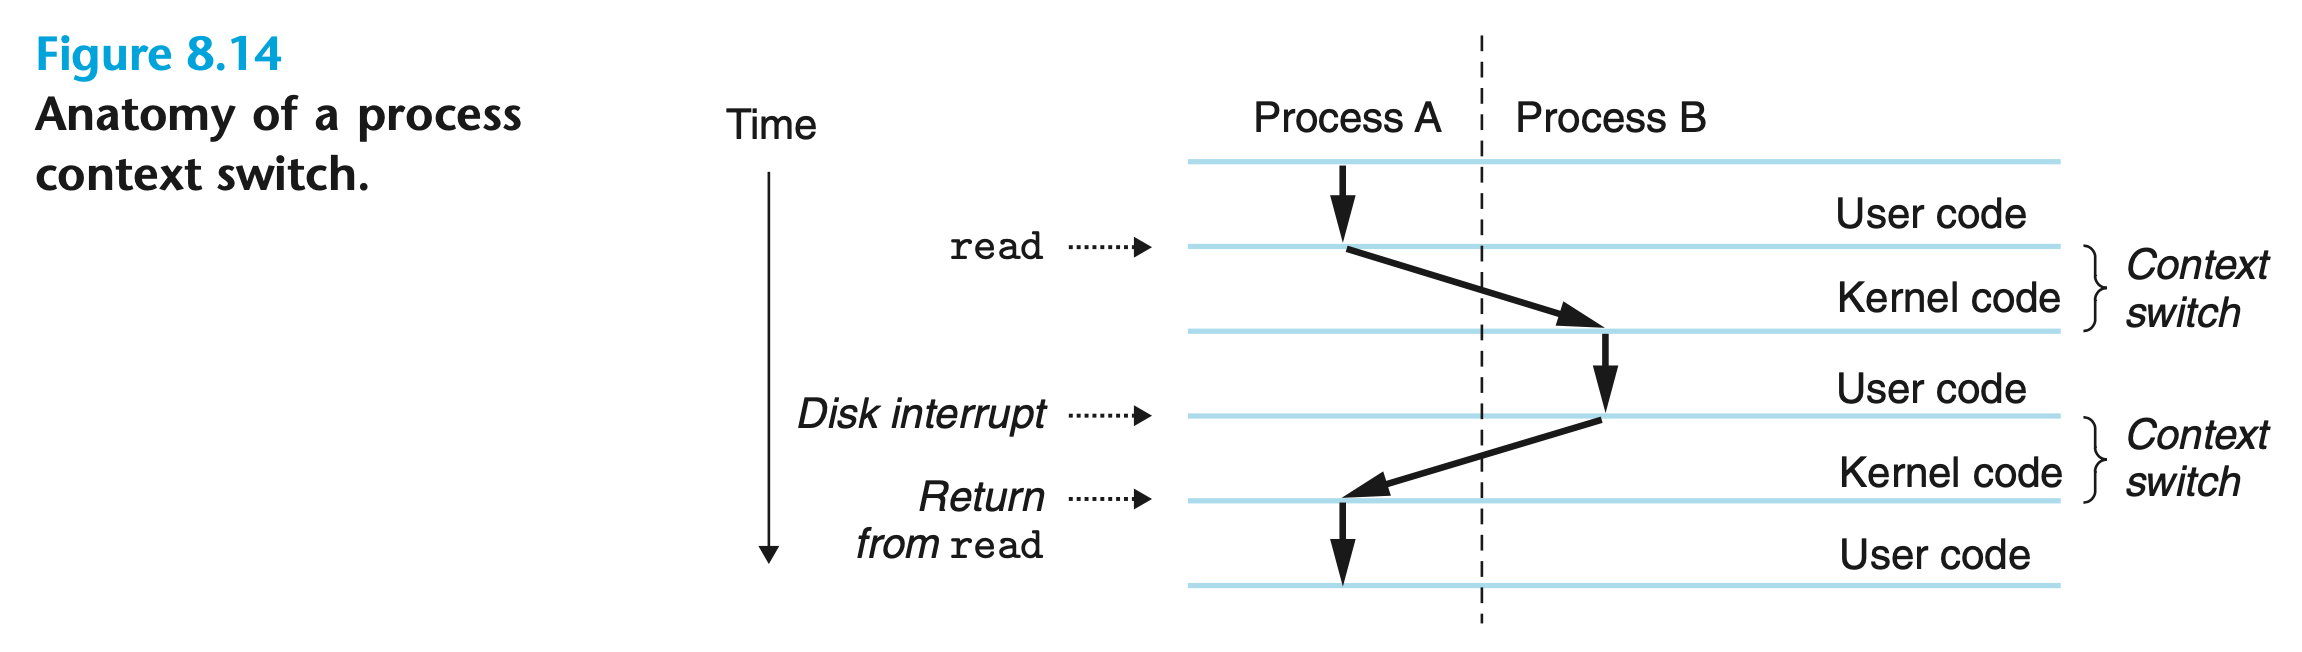 Figure 8.14
Anatomy of a process
context switch.
Time
Process A
Process B
User code
read
Kernel code
Context
switch
User code
Disk interrupt
Kernel code
Context
switch
Return
from read
User code